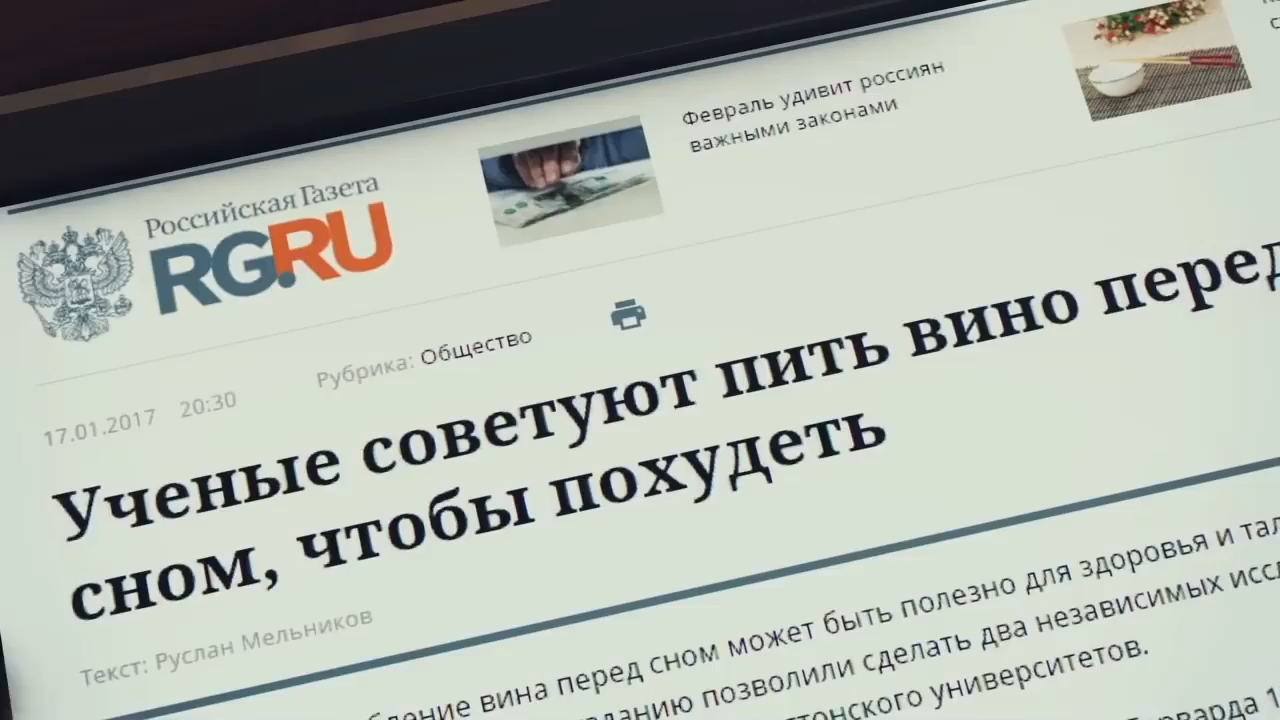 Февраль удивит россиян
важными законами
Российская Газета
RG.RU
17.01.2017 20:30
Рубрика: Общество
Ученые советуют пить вино перед
сном, чтобы похудеть
Текст: Руслан Мельников
вина перед сном может быть полезно для здоровья и
позволили сделать два независимых
университетов.